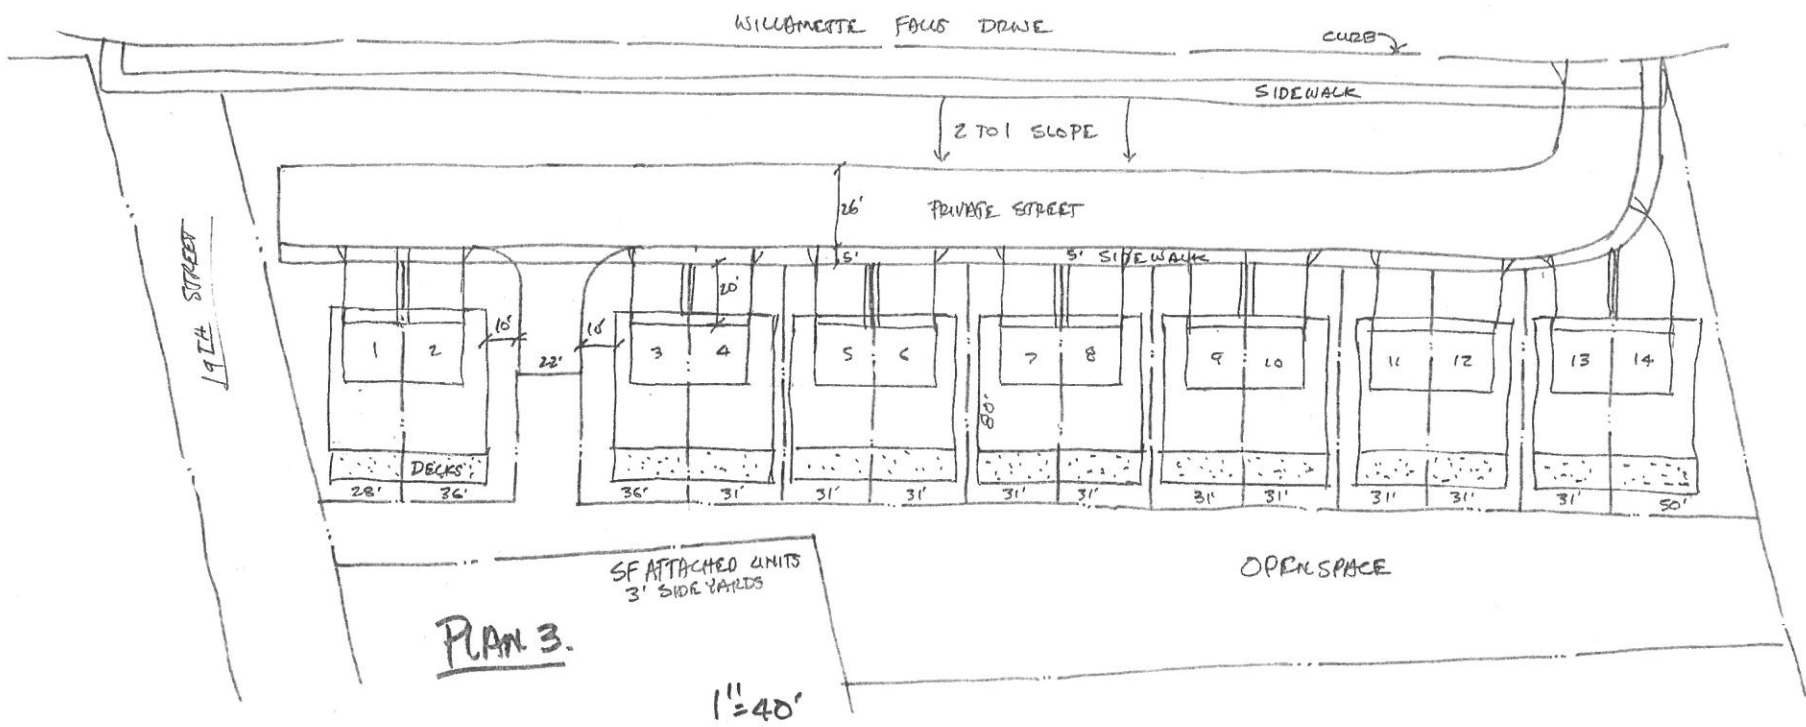 WILLAMETTE FALLS DRIVE
CURB
SIDEWALK
2 TO 1 SLOPE
26'
PRIVATE STREET
19TH STREET
5'
5' SIDEWALK
20'
10'
22'
10'
1 2 3 4 5 6 7 8 9 10 11 12 13 14
80'
DECKS
28' 36' 36' 31' 31' 31' 31' 31' 31' 31' 31' 31' 31' 50'
SF ATTACHED UNITS
3' SIDE YARDS
OPEN SPACE
PLAN 3.
1"=40'